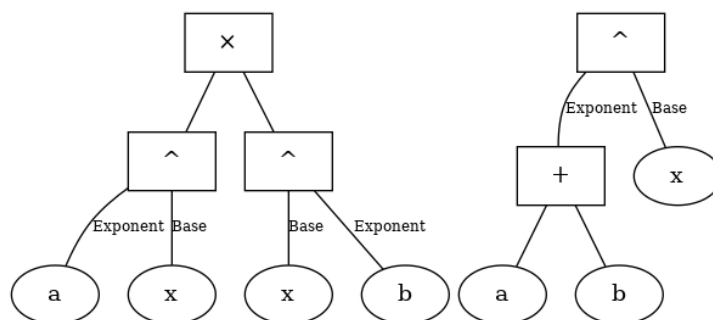 × ^
^ ^ Exponent Base
+ x
Exponent Base Base Exponent
a x x b a b